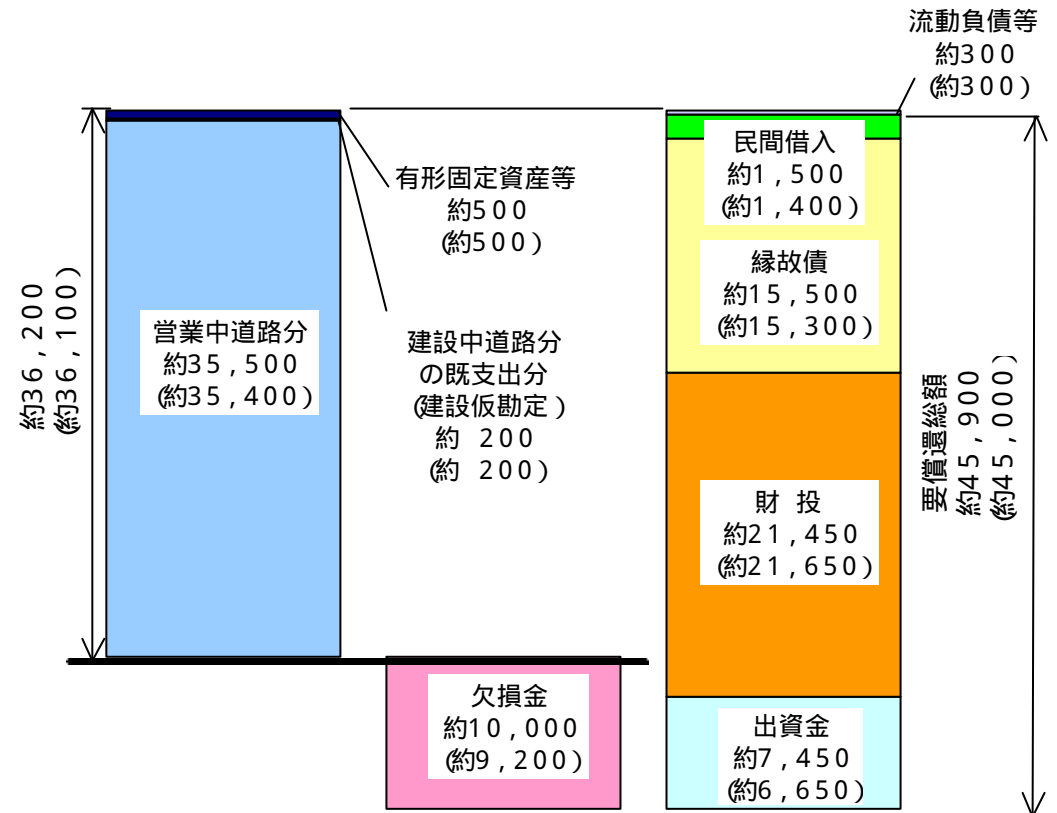 流動負債等
約300
(約300)
民間借入
約1,500
(約1,400)
有形固定資産等
約500
(約500)
縁故債
約15,500
(約15,300)
約36,200
(約36,100)
営業中道路分
約35,500
(約35,400)
建設中道路分
の既支出分
(建設仮勘定)
約 200
(約 200)
要償還総額
約45,900
(約45,000)
財 投
約21,450
(約21,650)
欠損金
約10,000
(約9,200)
出資金
約7,450
(約6,650)